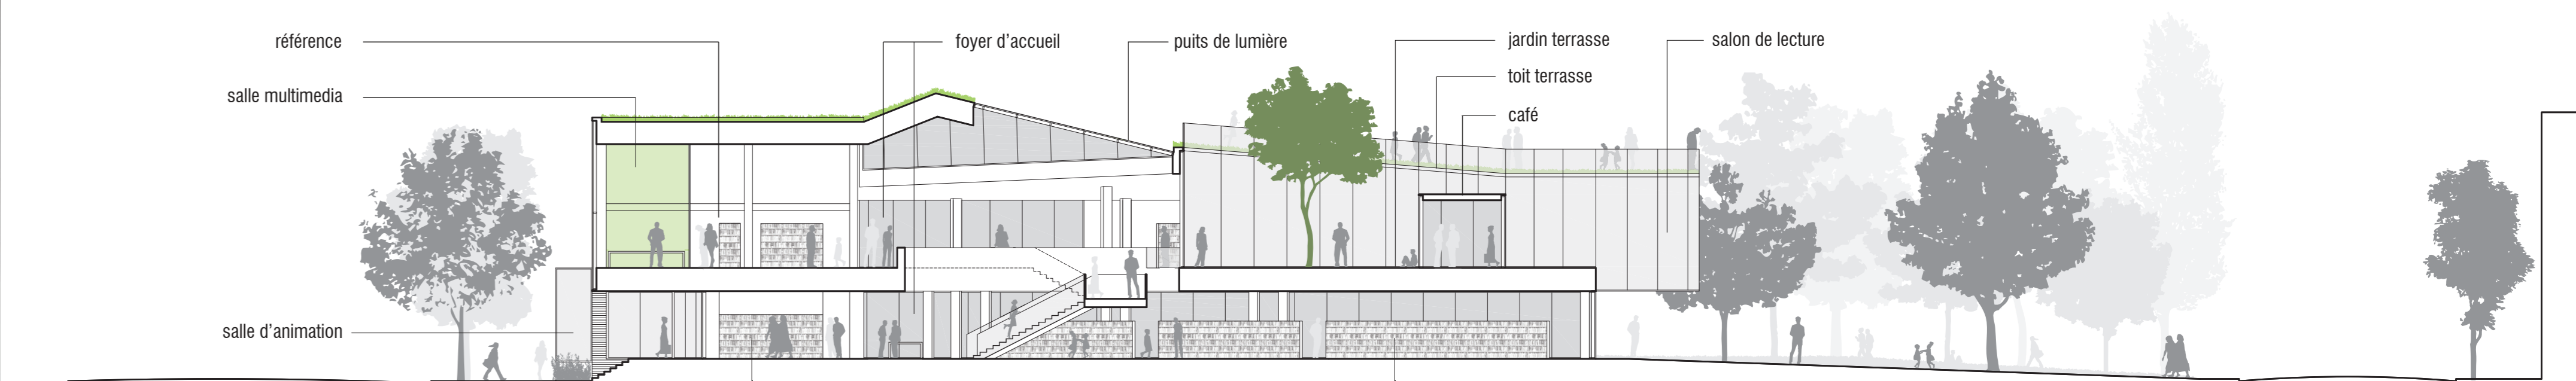 référence
foyer d'accueil
puits de lumière
jardin terrasse
salon de lecture
toit terrasse
salle multimedia
café
salle d'animation